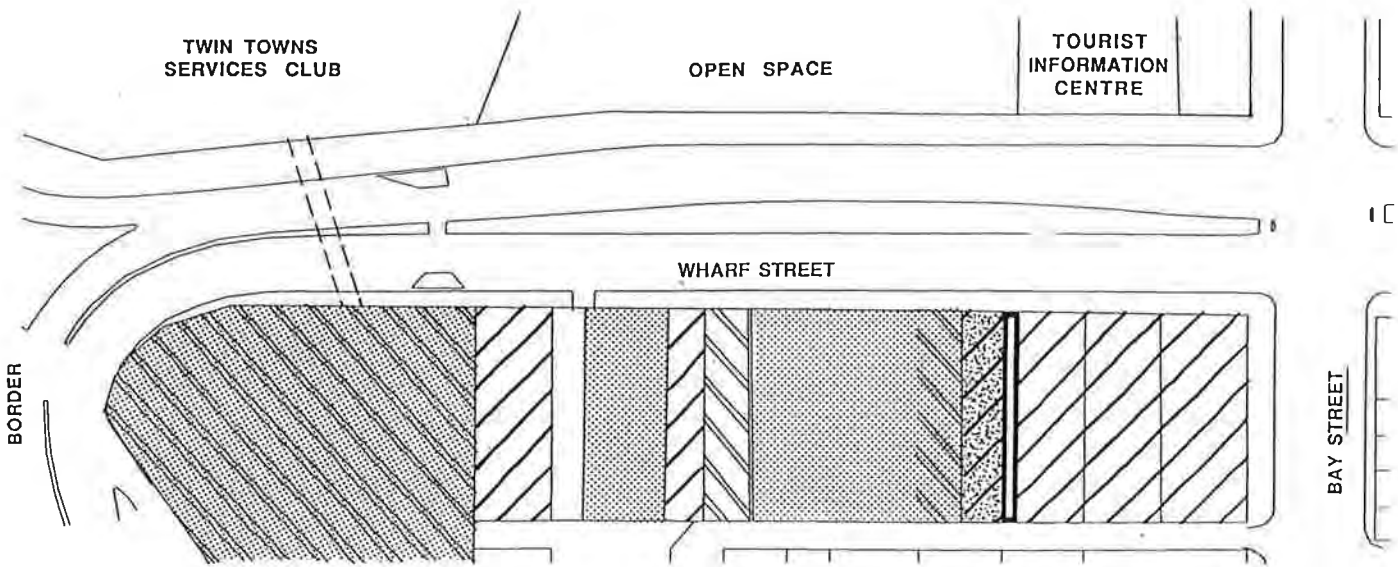 TWIN TOWNS
SERVICES CLUB
OPEN SPACE
TOURIST
INFORMATION
CENTRE
WHARF STREET
BORDER
BAY STREET